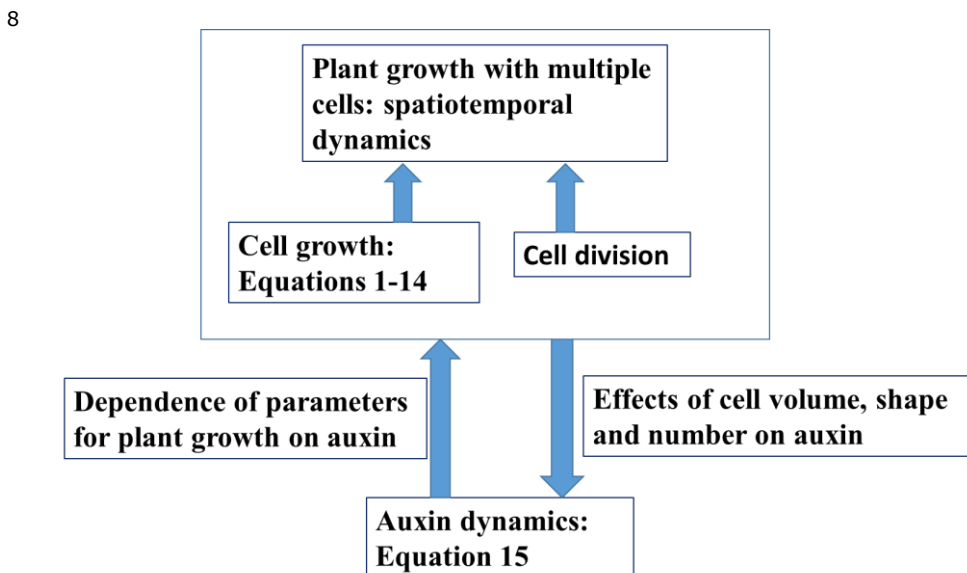 8
Plant growth with multiple
cells: spatiotemporal
dynamics
Cell growth:
Equations 1-14
Cell division
Dependence of parameters
for plant growth on auxin
Effects of cell volume, shape
and number on auxin
Auxin dynamics:
Equation 15